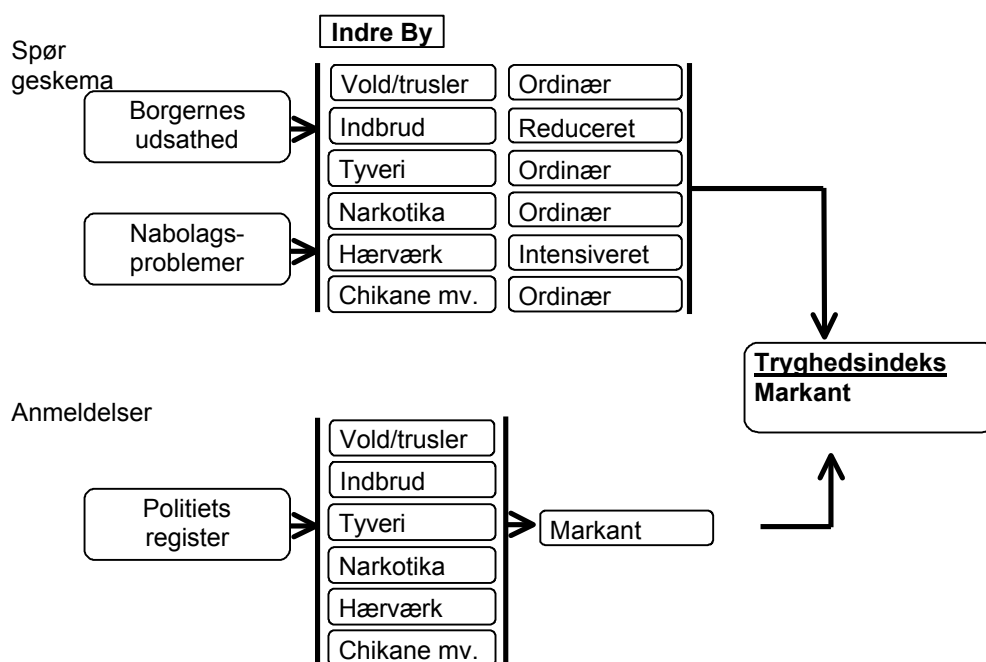 Indre By
Spør
geskema
Borgernes
udsathed
Nabolags-
problemer
Vold/trusler Ordinær
Indbrud Reduceret
Tyveri Ordinær
Narkotika Ordinær
Hærværk Intensiveret
Chikane mv. Ordinær
Tryghedsindeks
Markant
Anmeldelser
Politiets
register
Vold/trusler
Indbrud
Tyveri
Narkotika
Hærværk
Chikane mv.
Markant